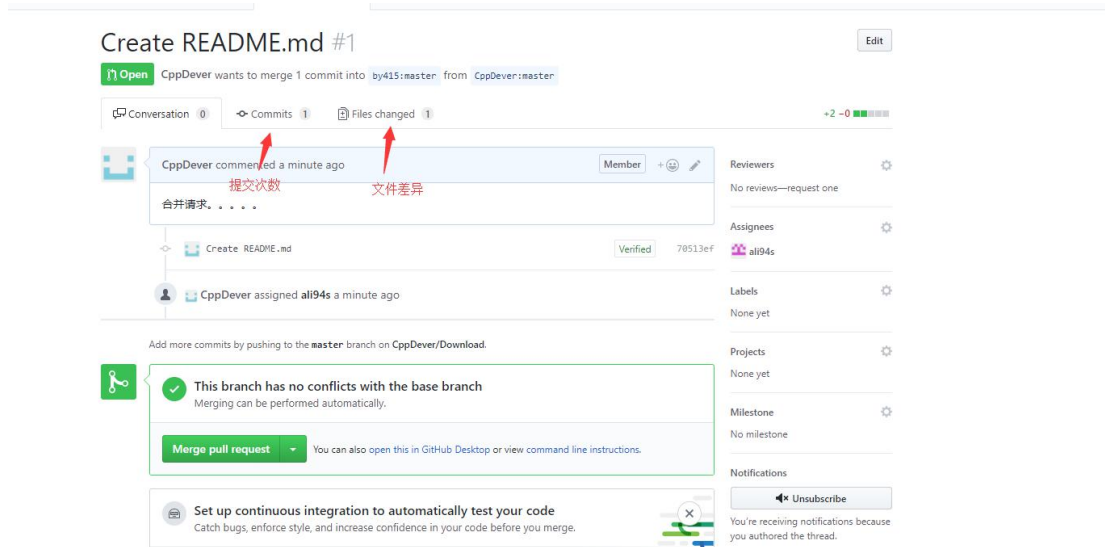 Create README.md #1
Edit
Open CppDever wants to merge 1 commit into by415:master from CppDever:master
Conversation 0 Commits 1 Files changed 1 +2 −0
CppDever commented a minute ago Member
提交次数 文件差异
合并请求。。。。。
Create README.md Verified 70513ef
CppDever assigned ali94s a minute ago
Add more commits by pushing to the master branch on CppDever/Download.
This branch has no conflicts with the base branch
Merging can be performed automatically.
Merge pull request You can also open this in GitHub Desktop or view command line instructions.
Set up continuous integration to automatically test your code
Catch bugs, enforce style, and increase confidence in your code before you merge.
Reviewers
No reviews—request one
Assignees
ali94s
Labels
None yet
Projects
None yet
Milestone
No milestone
Notifications
Unsubscribe
You're receiving notifications because
you authored the thread.